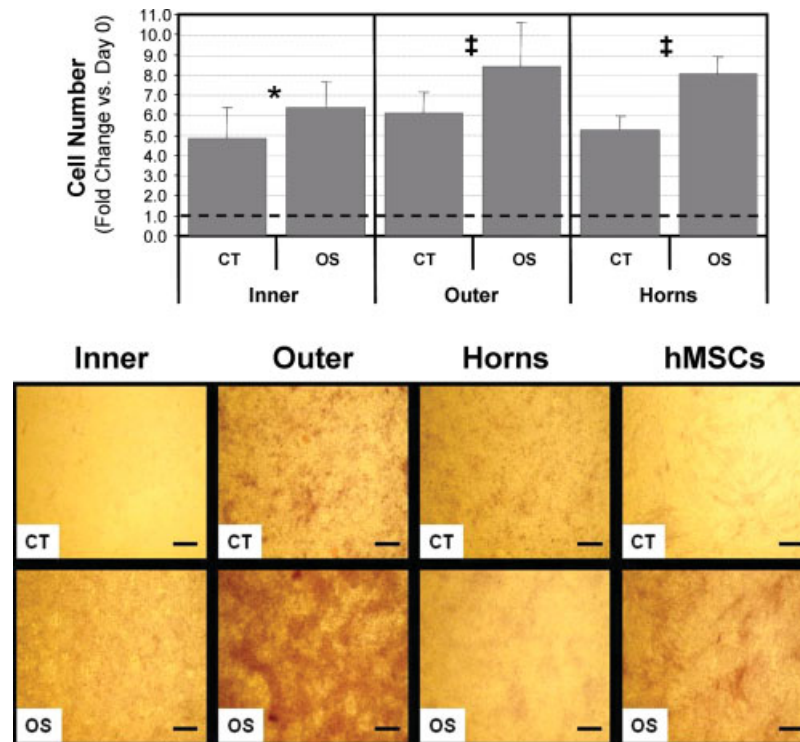 Cell Number
(Fold Change vs. Day 0)
11.0
10.0
9.0
8.0
7.0
6.0
5.0
4.0
3.0
2.0
1.0
0.0
*
‡
‡
CT OS CT OS CT OS
Inner Outer Horns
Inner Outer Horns hMSCs
CT CT CT CT
OS OS OS OS